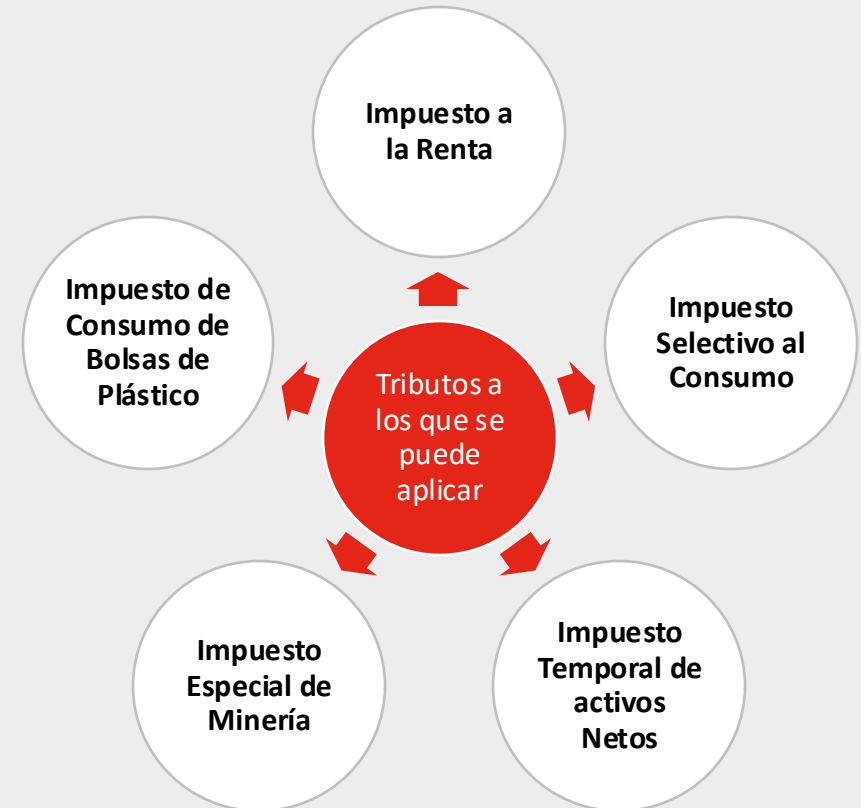 Impuesto a
la Renta
Impuesto de
Consumo de
Bolsas de
Plástico
Impuesto
Selectivo al
Consumo
Tributos a
los que se
puede
aplicar
Impuesto
Especial de
Minería
Impuesto
Temporal de
activos
Netos